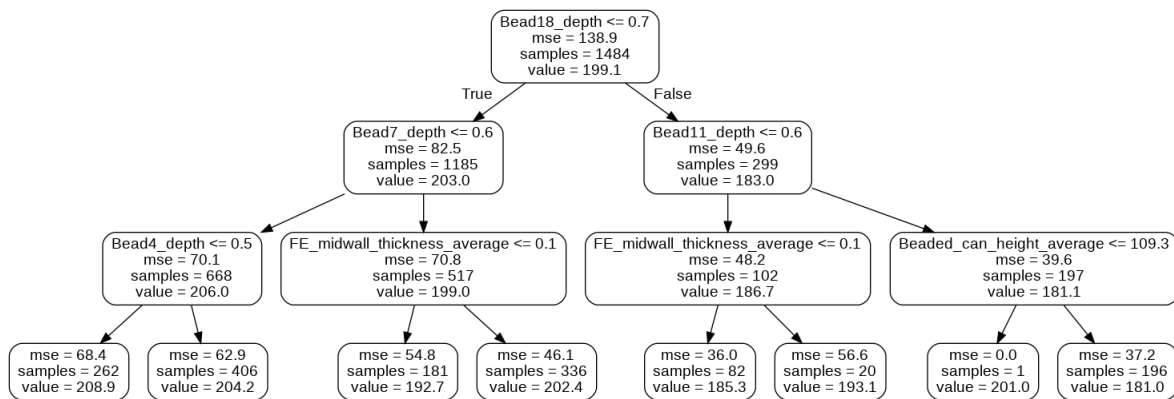 Bead18_depth <= 0.7
mse = 138.9
samples = 1484
value = 199.1
True
False
Bead7_depth <= 0.6
mse = 82.5
samples = 1185
value = 203.0
Bead11_depth <= 0.6
mse = 49.6
samples = 299
value = 183.0
Bead4_depth <= 0.5
mse = 70.1
samples = 668
value = 206.0
FE_midwall_thickness_average <= 0.1
mse = 70.8
samples = 517
value = 199.0
FE_midwall_thickness_average <= 0.1
mse = 48.2
samples = 102
value = 186.7
Beaded_can_height_average <= 109.3
mse = 39.6
samples = 197
value = 181.1
mse = 68.4
samples = 262
value = 208.9
mse = 62.9
samples = 406
value = 204.2
mse = 54.8
samples = 181
value = 192.7
mse = 46.1
samples = 336
value = 202.4
mse = 36.0
samples = 82
value = 185.3
mse = 56.6
samples = 20
value = 193.1
mse = 0.0
samples = 1
value = 201.0
mse = 37.2
samples = 196
value = 181.0